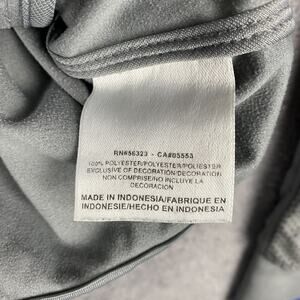 RN#56323 - CA#05553
100% POLYESTER/POLYESTER/POLIESTER
EXCLUSIVE OF DECORATION/DECORATION
NON COMPRISE/NO INCLUYE LA
DECORACION
MADE IN INDONESIA/FABRIQUE EN
INDONESIE/HECHO EN INDONESIA